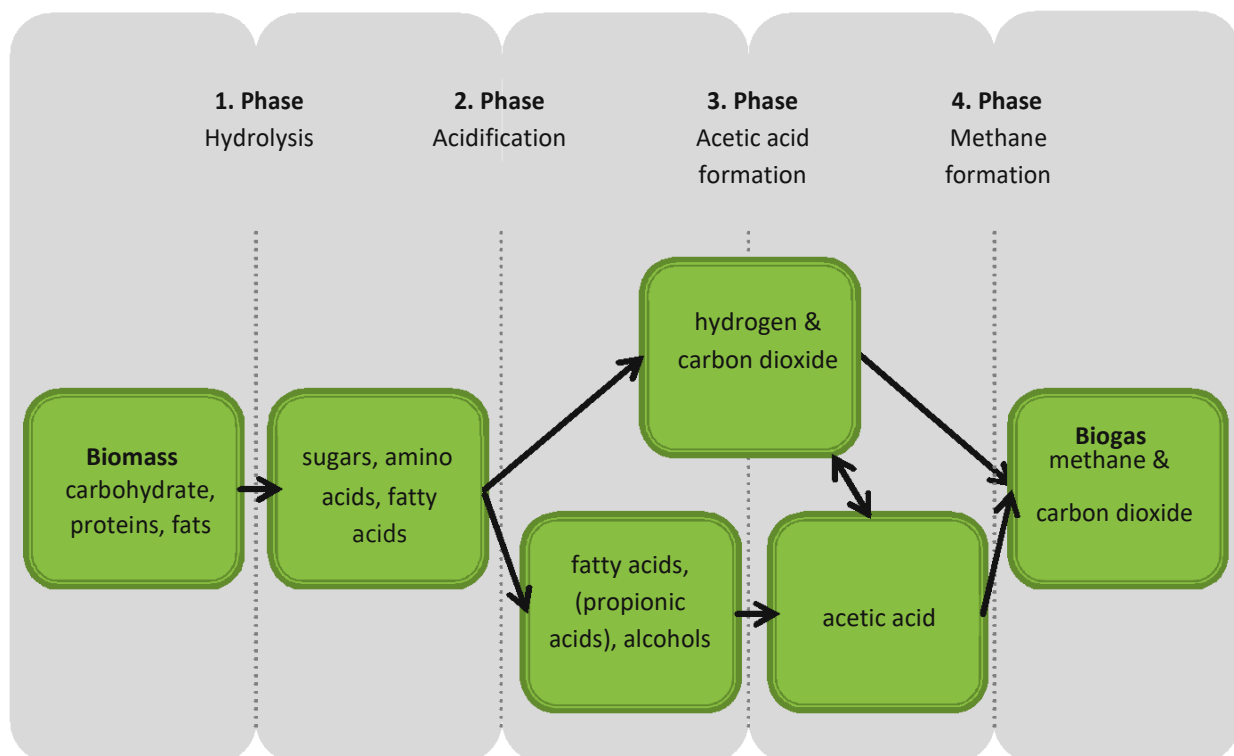 1. Phase
Hydrolysis
2. Phase
Acidification
3. Phase
Acetic acid
formation
4. Phase
Methane
formation
Biomass
carbohydrate,
proteins, fats
sugars, amino
acids, fatty
acids
hydrogen &
carbon dioxide
fatty acids,
(propionic
acids), alcohols
acetic acid
Biogas
methane &
carbon dioxide